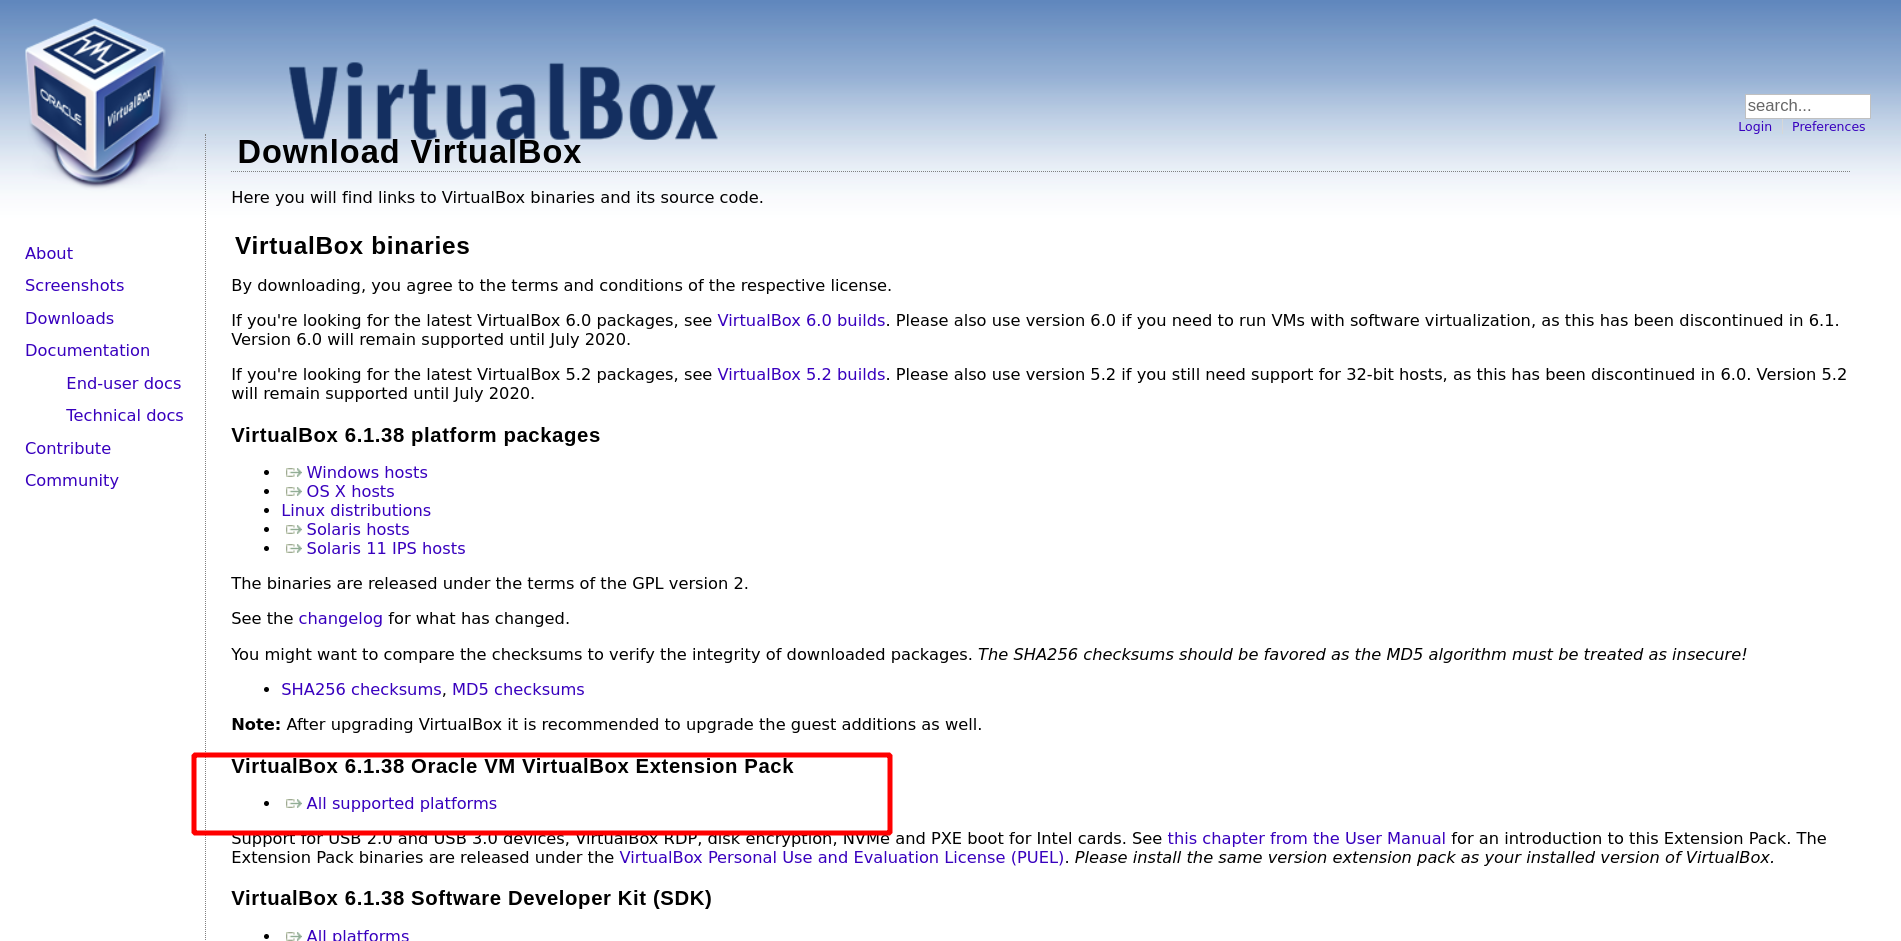 ORACLE
VirtualBox
VirtualBox
search...
Login
Preferences
Download VirtualBox
Here you will find links to VirtualBox binaries and its source code.
About
Screenshots
Downloads
Documentation
End-user docs
Technical docs
Contribute
Community
VirtualBox binaries
By downloading, you agree to the terms and conditions of the respective license.
If you're looking for the latest VirtualBox 6.0 packages, see VirtualBox 6.0 builds. Please also use version 6.0 if you need to run VMs with software virtualization, as this has been discontinued in 6.1.
Version 6.0 will remain supported until July 2020.
If you're looking for the latest VirtualBox 5.2 packages, see VirtualBox 5.2 builds. Please also use version 5.2 if you still need support for 32-bit hosts, as this has been discontinued in 6.0. Version 5.2
will remain supported until July 2020.
VirtualBox 6.1.38 platform packages
• Windows hosts
• OS X hosts
• Linux distributions
• Solaris hosts
• Solaris 11 IPS hosts
The binaries are released under the terms of the GPL version 2.
See the changelog for what has changed.
You might want to compare the checksums to verify the integrity of downloaded packages. The SHA256 checksums should be favored as the MD5 algorithm must be treated as insecure!
• SHA256 checksums, MD5 checksums
Note: After upgrading VirtualBox it is recommended to upgrade the guest additions as well.
VirtualBox 6.1.38 Oracle VM VirtualBox Extension Pack
• All supported platforms
Support for USB 2.0 and USB 3.0 devices, VirtualBox RDP, disk encryption, NVMe and PXE boot for Intel cards. See this chapter from the User Manual for an introduction to this Extension Pack. The
Extension Pack binaries are released under the VirtualBox Personal Use and Evaluation License (PUEL). Please install the same version extension pack as your installed version of VirtualBox.
VirtualBox 6.1.38 Software Developer Kit (SDK)
• All platforms